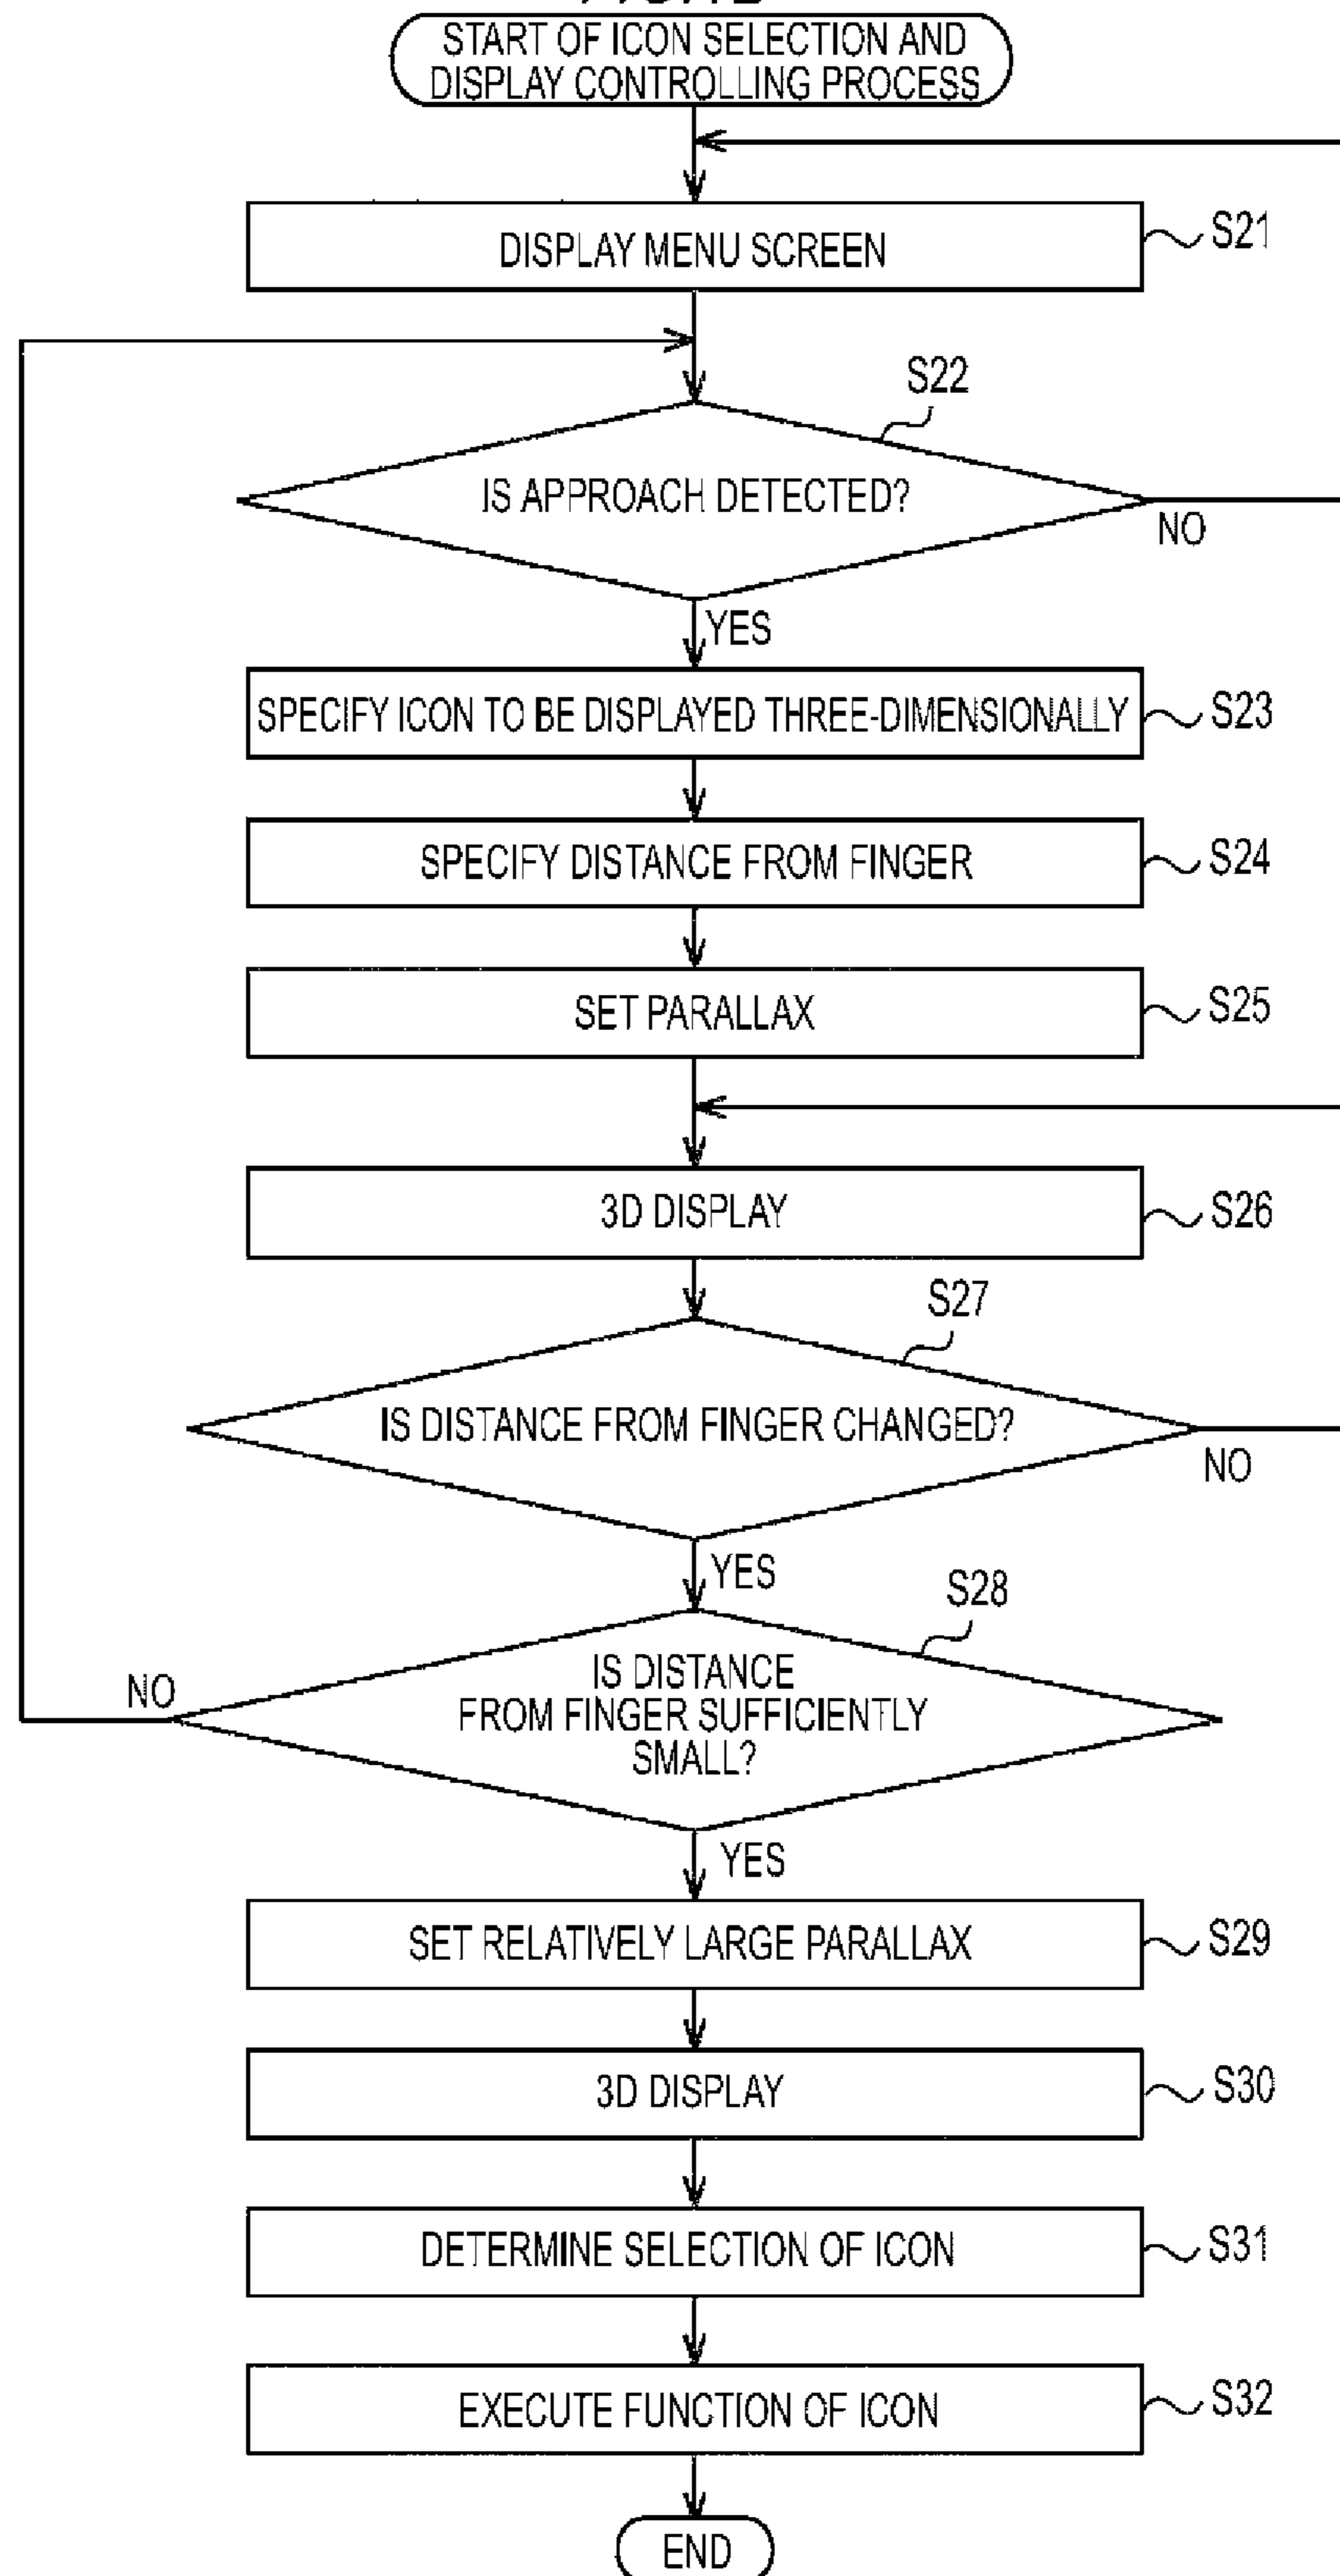 START OF ICON SELECTION AND
DISPLAY CONTROLLING PROCESS
DISPLAY MENU SCREEN
S21
S22
IS APPROACH DETECTED?
NO
YES
SPECIFY ICON TO BE DISPLAYED THREE-DIMENSIONALLY
S23
SPECIFY DISTANCE FROM FINGER
S24
SET PARALLAX
S25
3D DISPLAY
S26
S27
IS DISTANCE FROM FINGER CHANGED?
NO
YES
S28
IS DISTANCE
FROM FINGER SUFFICIENTLY
SMALL?
NO
YES
SET RELATIVELY LARGE PARALLAX
S29
3D DISPLAY
S30
DETERMINE SELECTION OF ICON
S31
EXECUTE FUNCTION OF ICON
S32
END